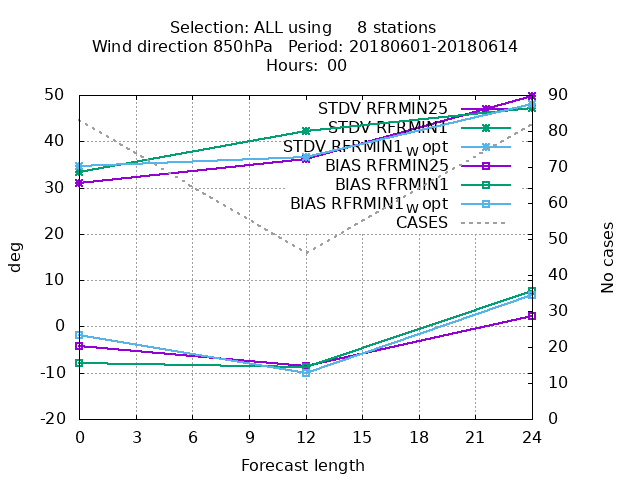 Selection: ALL using     8 stations
Wind direction 850hPa   Period: 20180601-20180614
Hours:  00
50
40
30
20
10
0
-10
-20
deg
90
80
70
60
50
40
30
20
10
0
No cases
STDV RFRMIN25
STDV RFRMIN1
STDV RFRMIN1w opt
BIAS RFRMIN25
BIAS RFRMIN1
BIAS RFRMIN1w opt
CASES
0 3 6 9 12 15 18 21 24
Forecast length